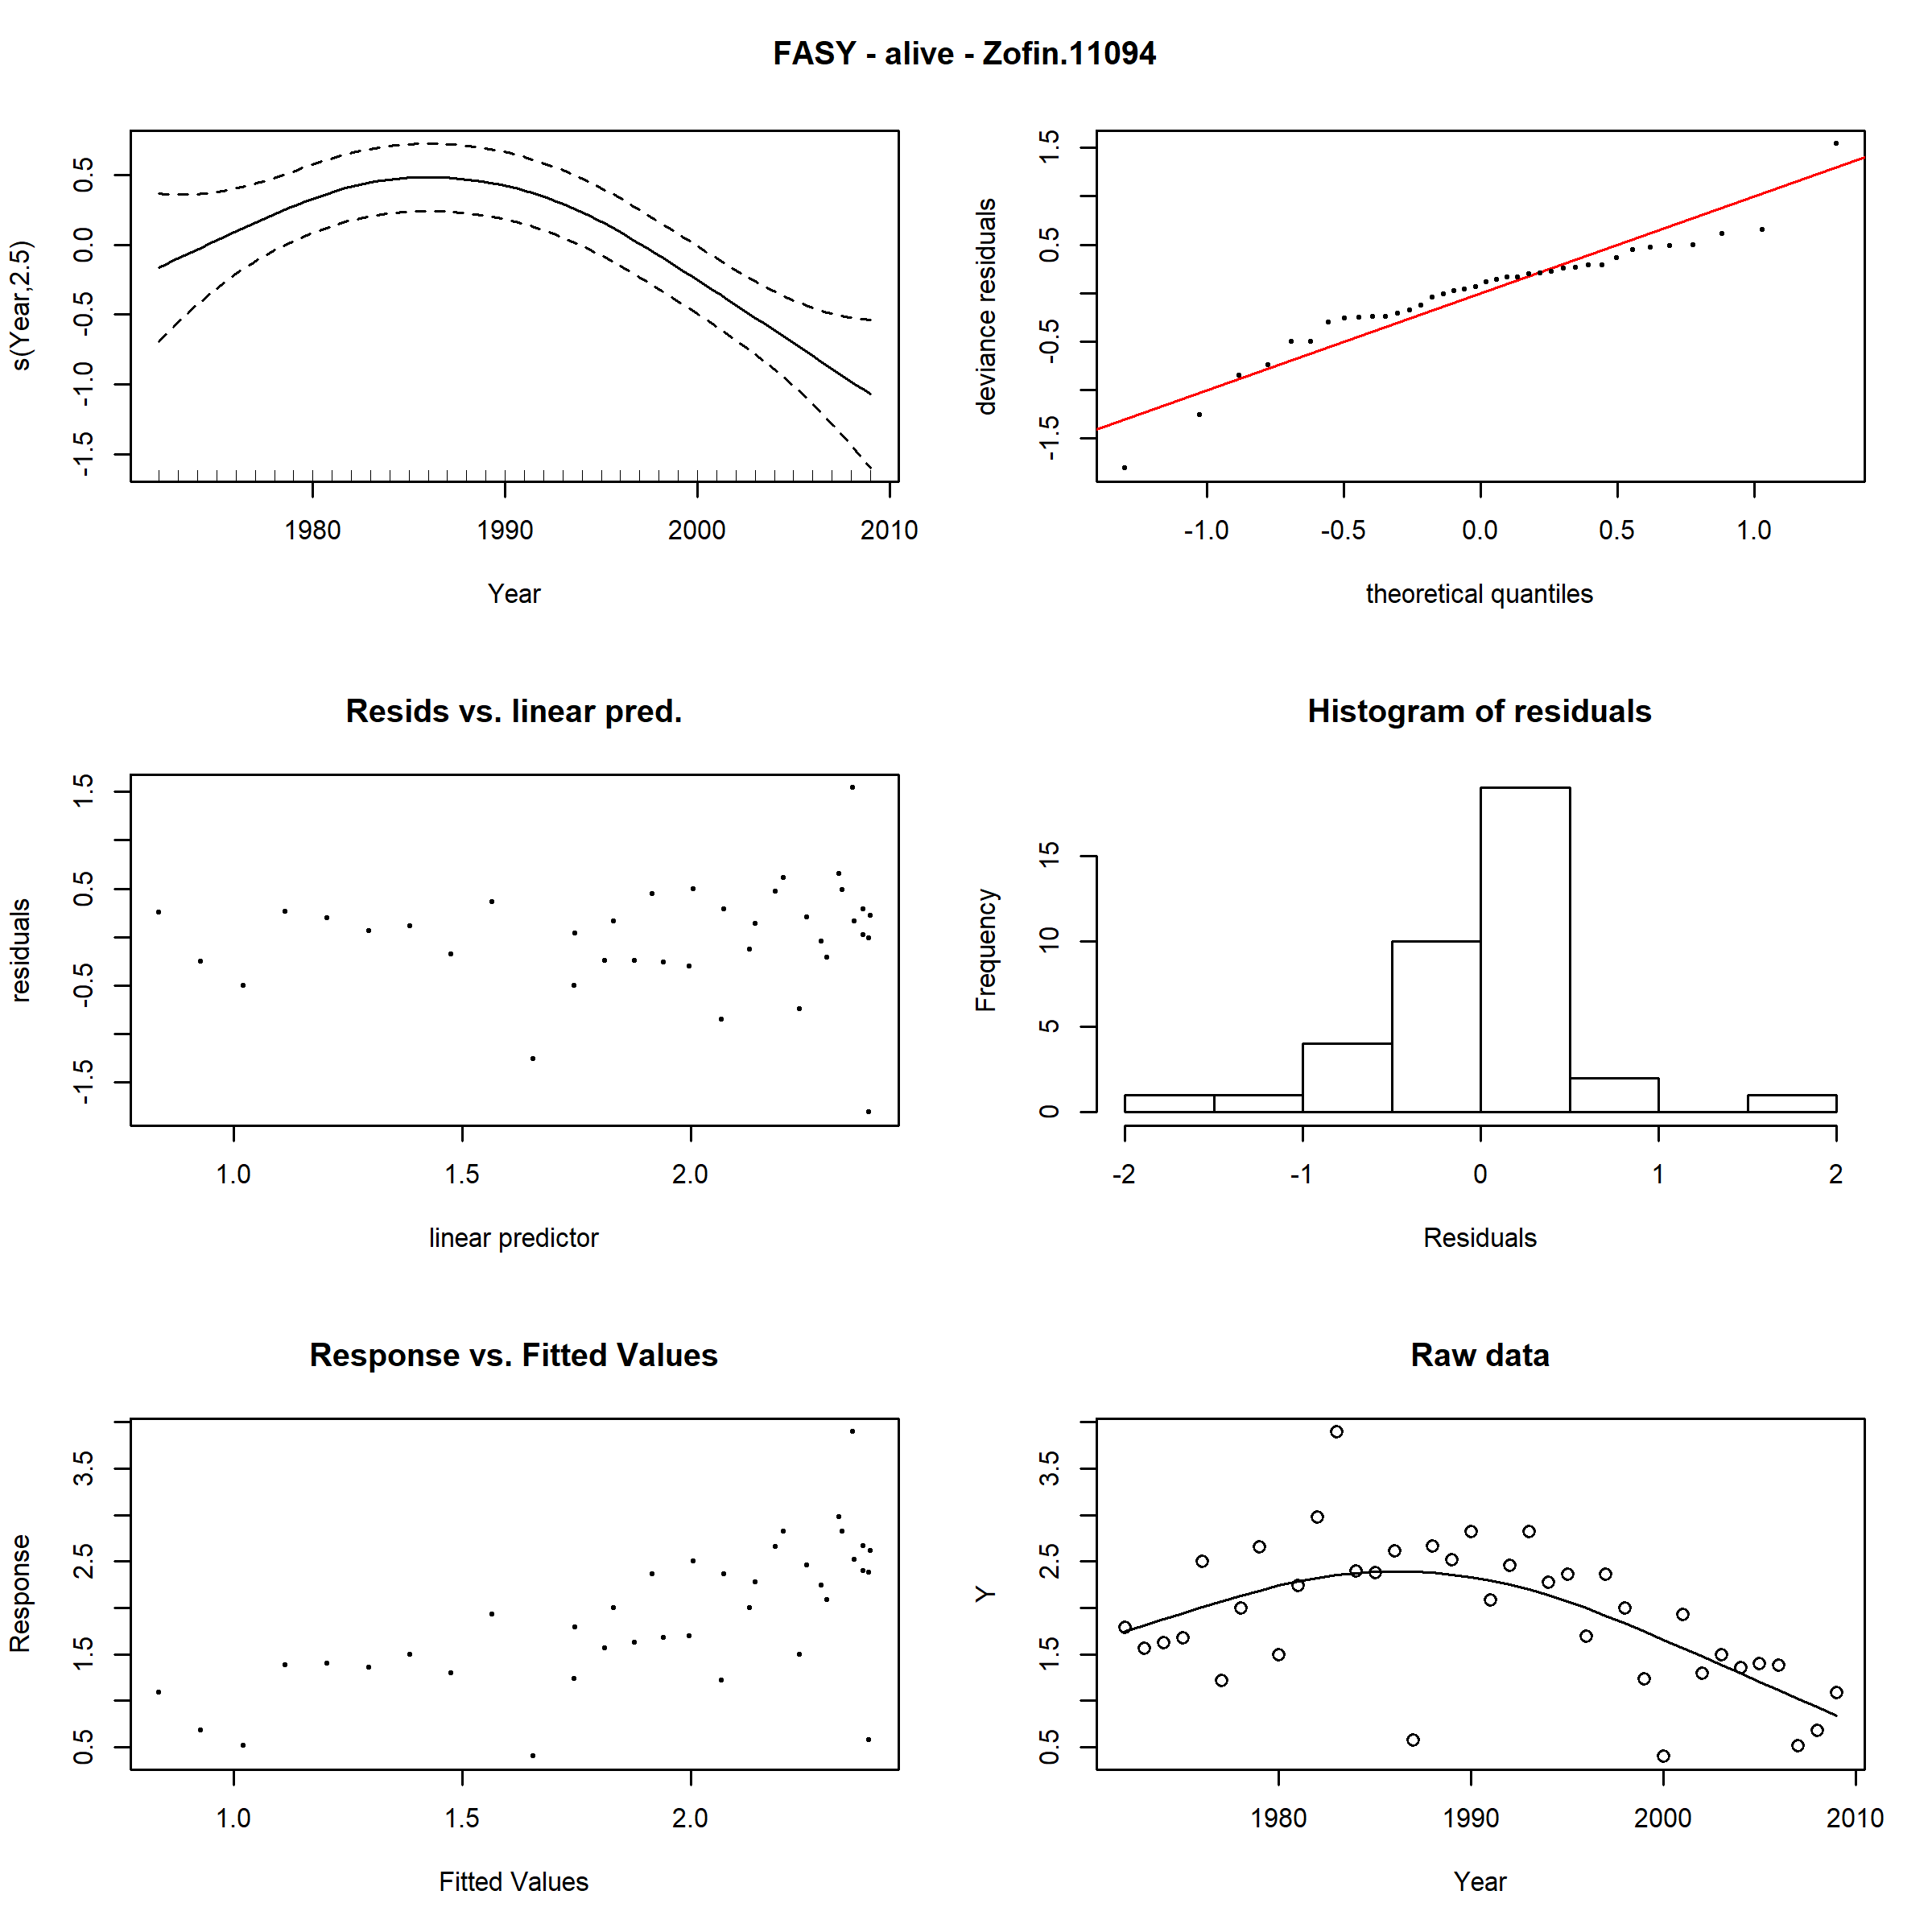 FASY - alive - Zofin.11094
s(Year,2.5)
0.5
0.0
-0.5
-1.0
-1.5
1980 1990 2000 2010
Year
deviance residuals
1.5
0.5
-0.5
-1.5
-1.0 -0.5 0.0 0.5 1.0
theoretical quantiles
Resids vs. linear pred.
residuals
1.5
0.5
-0.5
-1.5
1.0 1.5 2.0
linear predictor
Histogram of residuals
Frequency
15
10
5
0
-2 -1 0 1 2
Residuals
Response vs. Fitted Values
Response
3.5
2.5
1.5
0.5
1.0 1.5 2.0
Fitted Values
Raw data
Y
3.5
2.5
1.5
0.5
1980 1990 2000 2010
Year